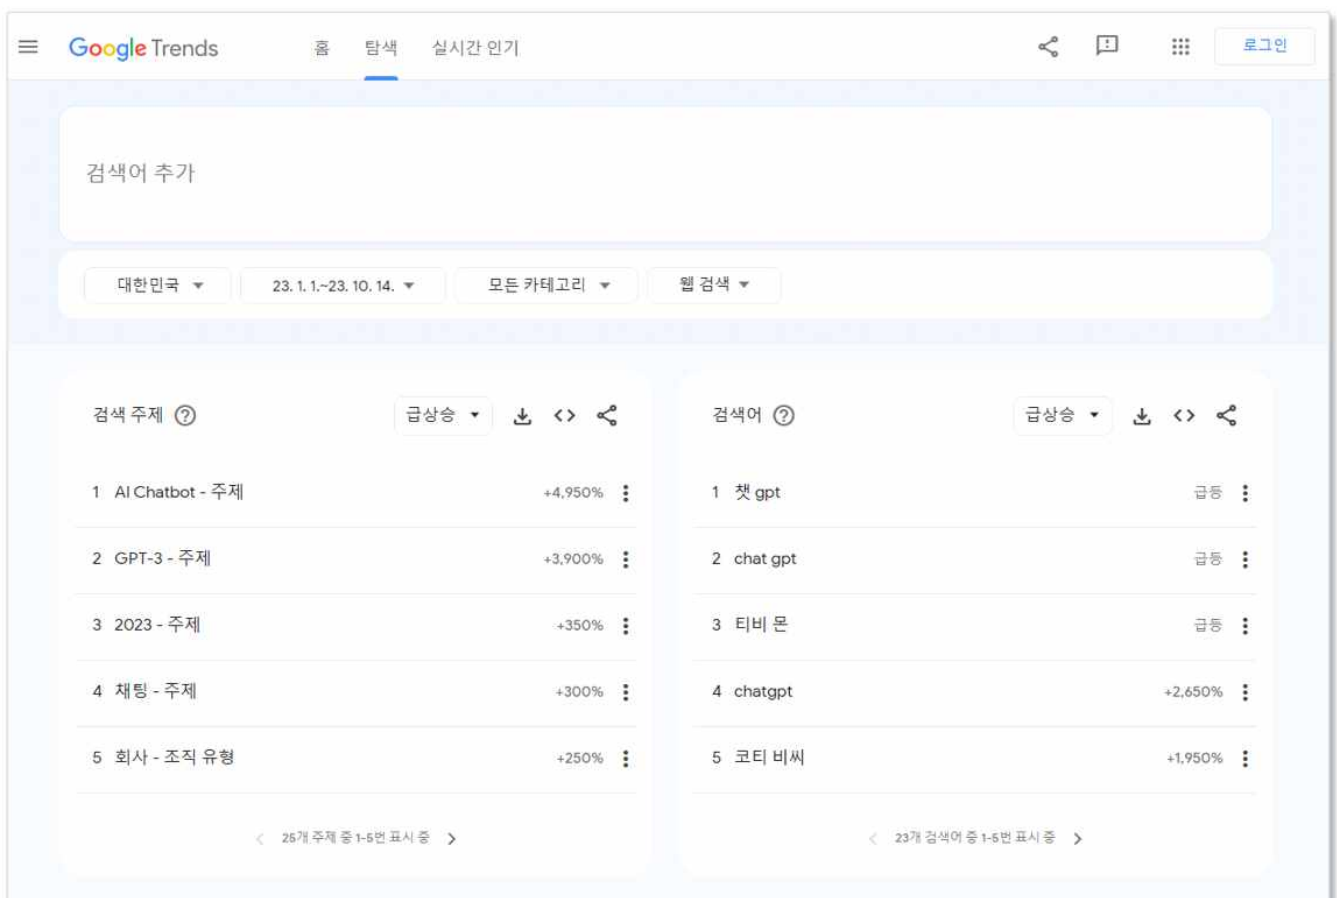 Google Trends 홈 탐색 실시간 인기 로그인
검색어 추가
대한민국 23. 1. 1.~23. 10. 14. 모든 카테고리 웹 검색
검색 주제 급상승
1 AI Chatbot - 주제 +4,950%
2 GPT-3 - 주제 +3,900%
3 2023 - 주제 +350%
4 채팅 - 주제 +300%
5 회사 - 조직 유형 +250%
25개 주제 중 1-5번 표시 중
검색어 급상승
1 챗 gpt 급등
2 chat gpt 급등
3 티비 몬 급등
4 chatgpt +2,650%
5 코티 비씨 +1,950%
23개 검색어 중 1-5번 표시 중